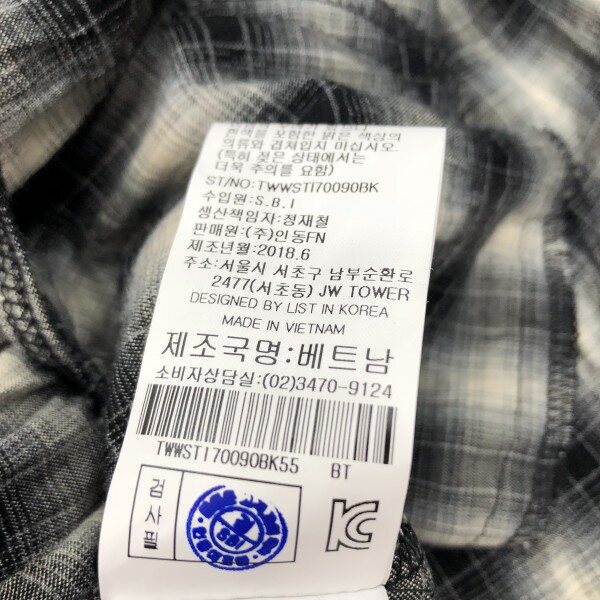 흰색을 포함한 밝은 색상의
의류와 겹쳐입지 마십시오.
(특히 젖은 상태에서는
더욱 주의를 요함)
ST/NO: TWWSTI70090BK
수입원:S.B.I
생산책임자:정재철
판매원:(주)인동FN
제조년월:2018.6
주소:서울시 서초구 남부순환로
2477(서초동) JW TOWER
DESIGNED BY LIST IN KOREA
MADE IN VIETNAM
제조국명:베트남
소비자상담실:(02)3470-9124
TWWSTI70090BK55 BT
검사필
SBI